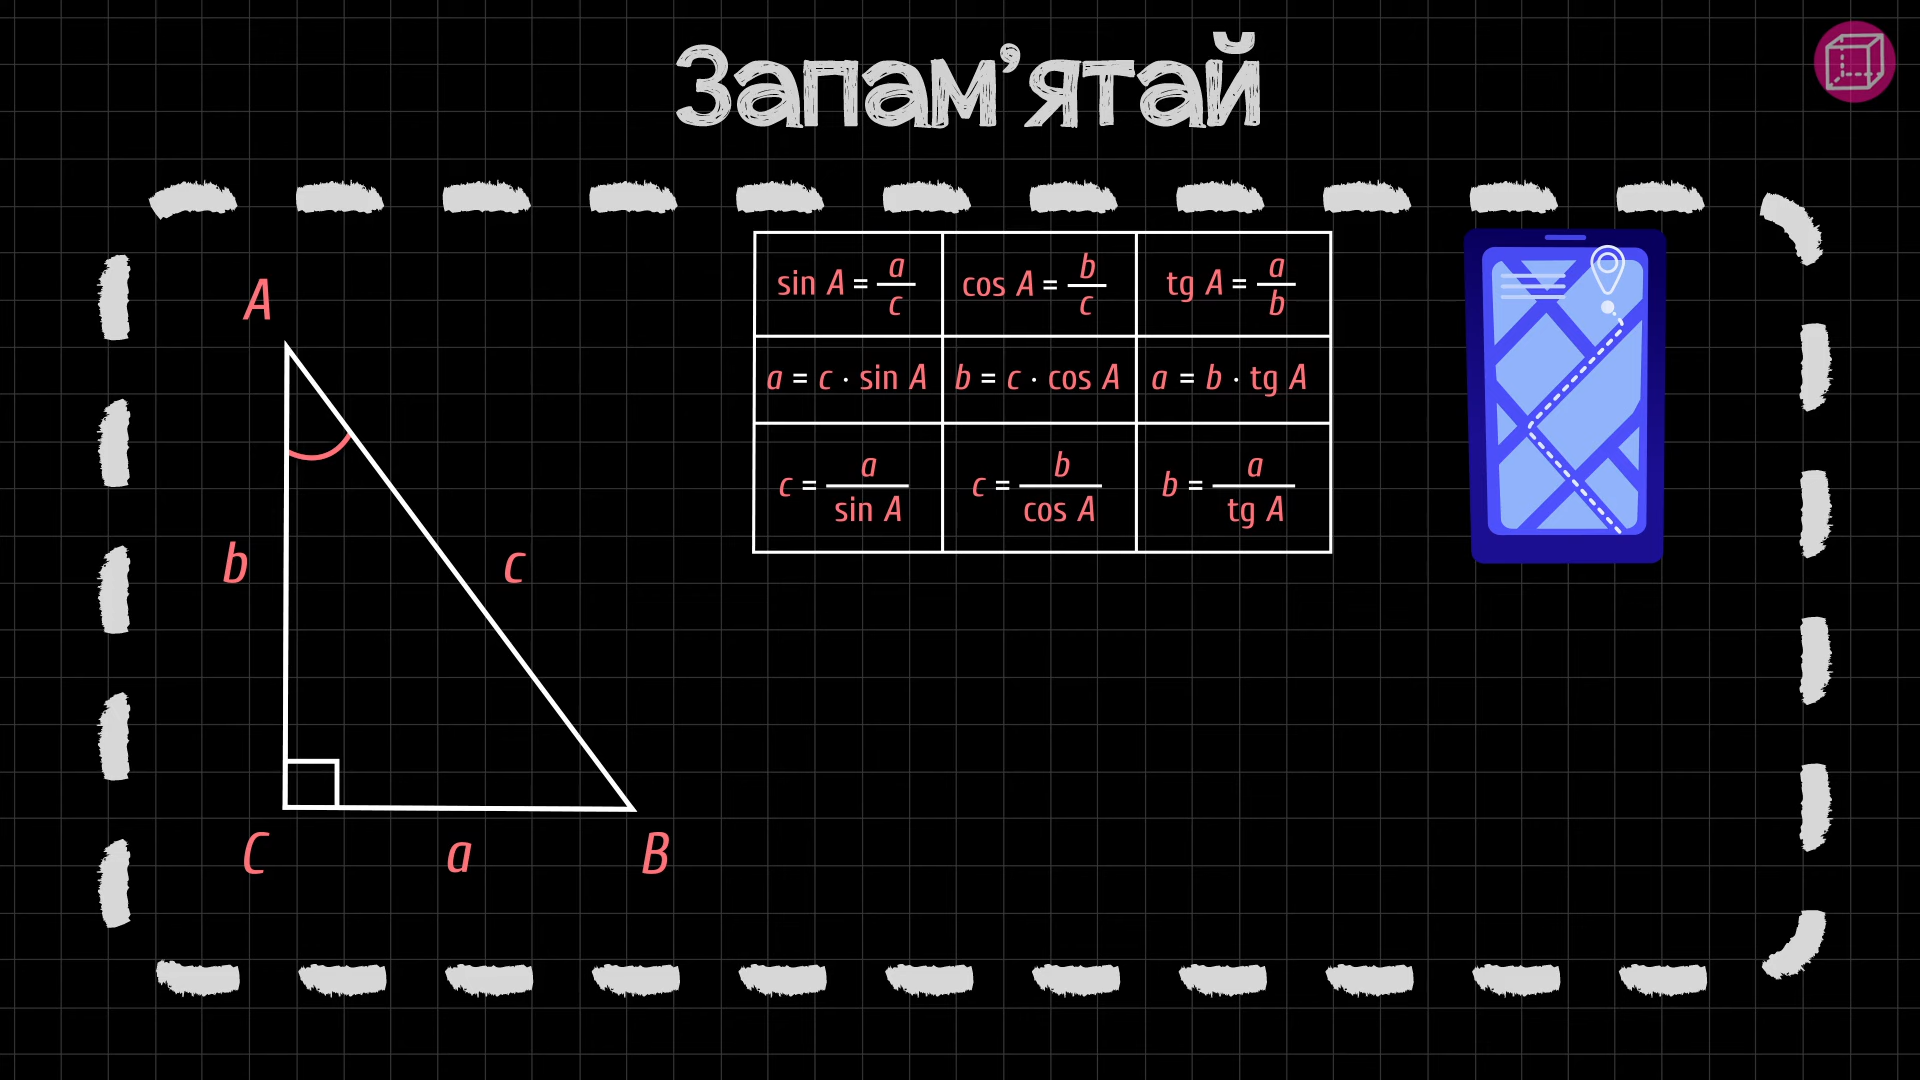 Запам’ятай
A
b
c
C
a
B
sin A = a/c
cos A = b/c
tg A = a/b
a = c · sin A
b = c · cos A
a = b · tg A
c = a/sin A
c = b/cos A
b = a/tg A